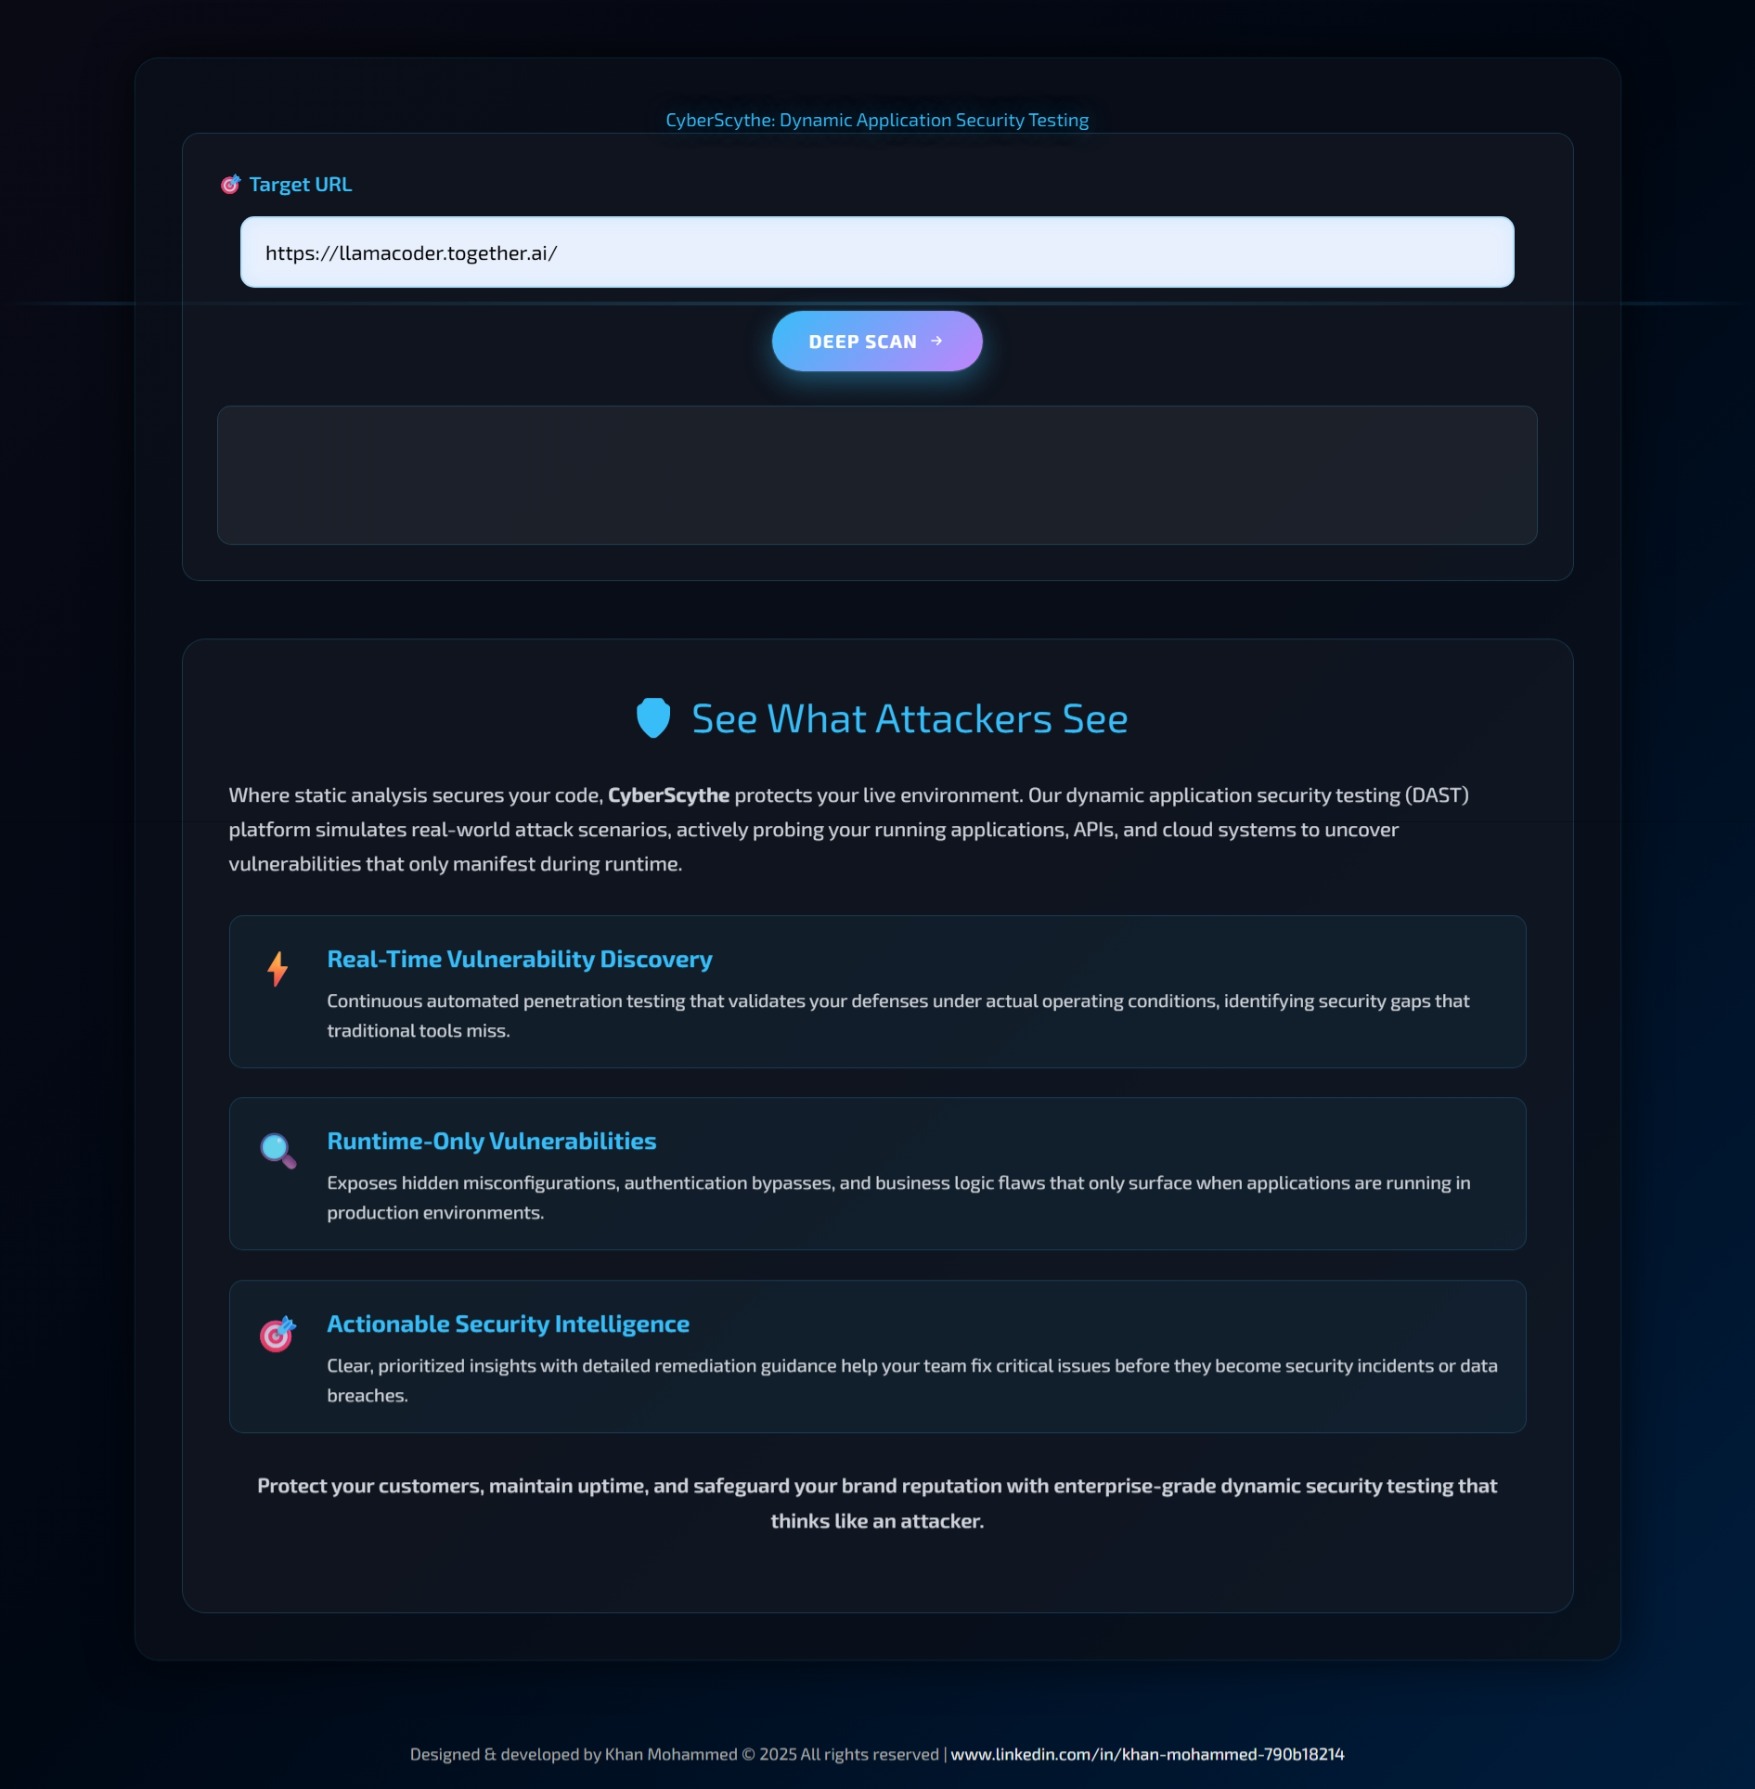 CyberScythe: Dynamic Application Security Testing
Target URL
https://llamacoder.together.ai/
DEEP SCAN →
See What Attackers See
Where static analysis secures your code, CyberScythe protects your live environment. Our dynamic application security testing (DAST)
platform simulates real-world attack scenarios, actively probing your running applications, APIs, and cloud systems to uncover
vulnerabilities that only manifest during runtime.
Real-Time Vulnerability Discovery
Continuous automated penetration testing that validates your defenses under actual operating conditions, identifying security gaps that
traditional tools miss.
Runtime-Only Vulnerabilities
Exposes hidden misconfigurations, authentication bypasses, and business logic flaws that only surface when applications are running in
production environments.
Actionable Security Intelligence
Clear, prioritized insights with detailed remediation guidance help your team fix critical issues before they become security incidents or data
breaches.
Protect your customers, maintain uptime, and safeguard your brand reputation with enterprise-grade dynamic security testing that
thinks like an attacker.
Designed & developed by Khan Mohammed © 2025 All rights reserved | www.linkedin.com/in/khan-mohammed-790b18214